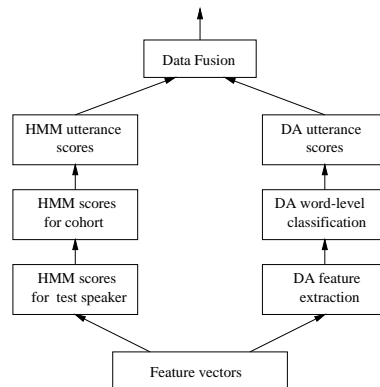 Data Fusion
HMM utterance
scores
DA utterance
scores
HMM scores
for cohort
DA word-level
classification
HMM scores
for test speaker
DA feature
extraction
Feature vectors